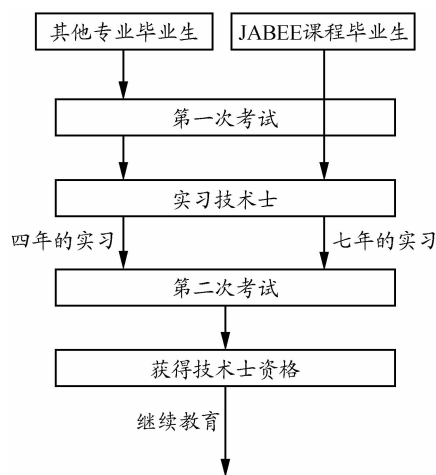 其他专业毕业生
JABEE课程毕业生
第一次考试
实习技术士
四年的实习
七年的实习
第二次考试
获得技术士资格
继续教育